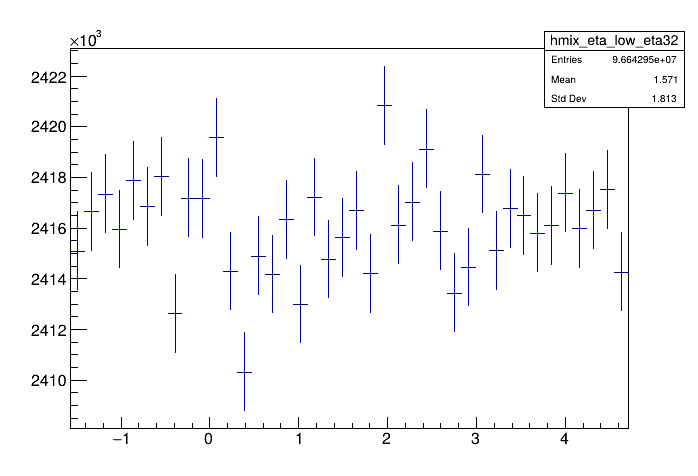 ×10³
hmix_eta_low_eta32
Entries 9.664295e+07
Mean 1.571
Std Dev 1.813
2422
2420
2418
2416
2414
2412
2410
−1 0 1 2 3 4